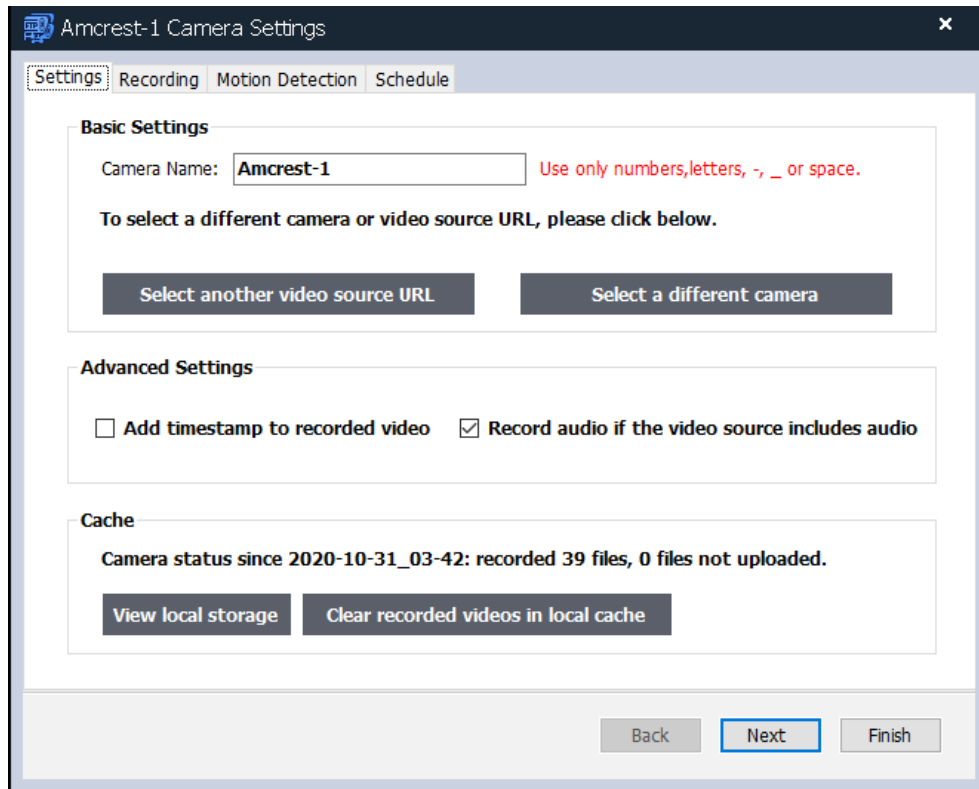 Amcrest-1 Camera Settings
Settings Recording Motion Detection Schedule
Basic Settings
Camera Name: Amcrest-1 Use only numbers,letters, -, _ or space.
To select a different camera or video source URL, please click below.
Select another video source URL Select a different camera
Advanced Settings
Add timestamp to recorded video Record audio if the video source includes audio
Cache
Camera status since 2020-10-31_03-42: recorded 39 files, 0 files not uploaded.
View local storage Clear recorded videos in local cache
Back Next Finish